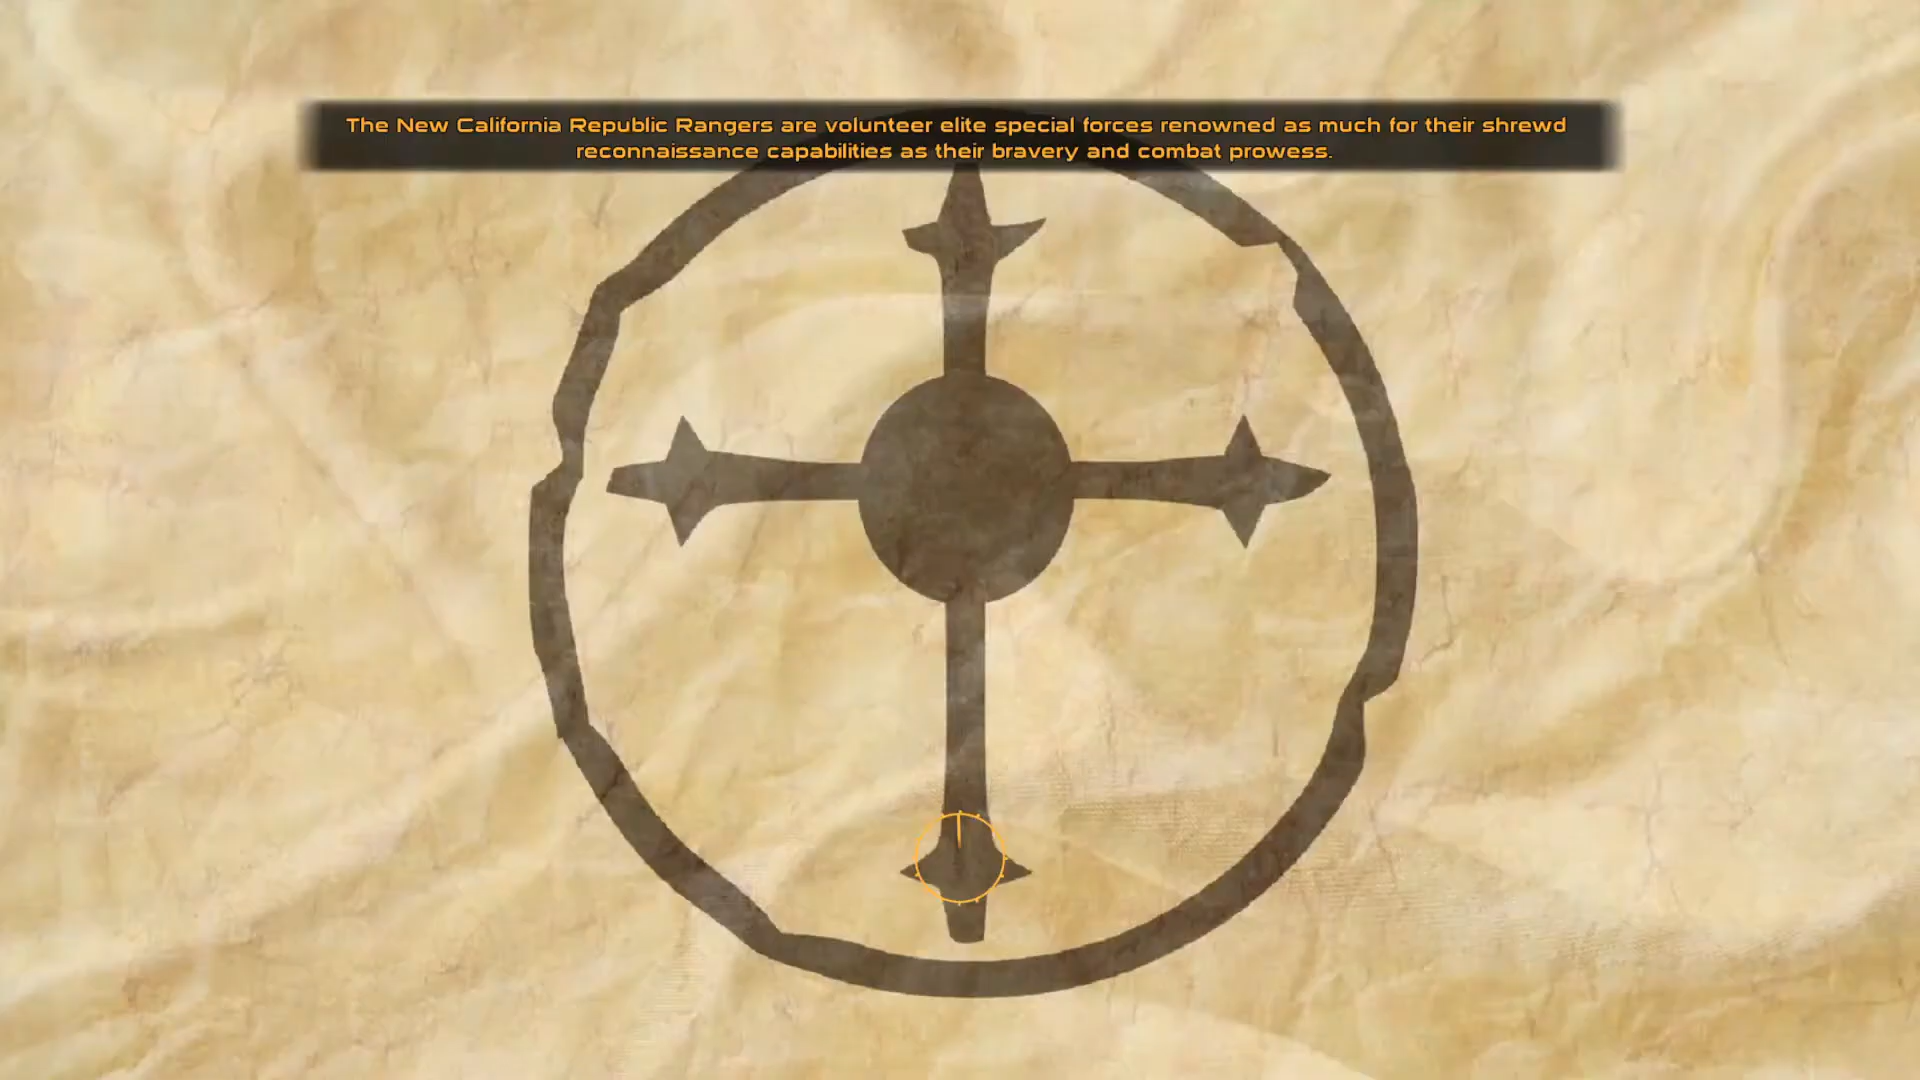 The New California Republic Rangers are volunteer elite special forces renowned as much for their shrewd
reconnaissance capabilities as their bravery and combat prowess.